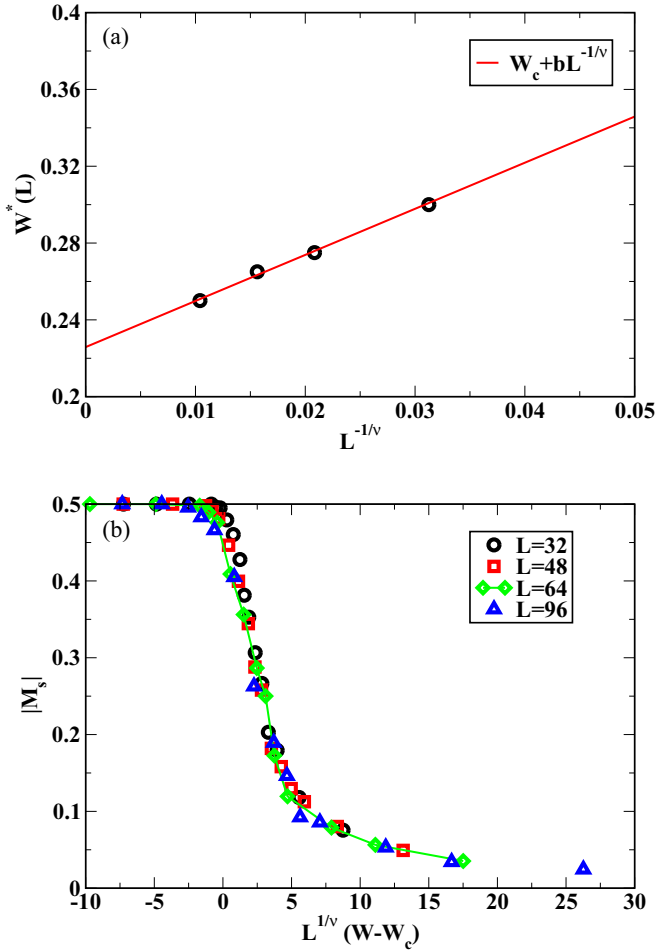 (a)
W_c+bL^{-1/ν}
W^*(L)
0.4
0.36
0.32
0.28
0.24
0.2
0 0.01 0.02 0.03 0.04 0.05
L^{-1/ν}
(b)
L=32
L=48
L=64
L=96
|M_s|
0.5
0.4
0.3
0.2
0.1
0
-10 -5 0 5 10 15 20 25 30
L^{1/ν} (W-W_c)